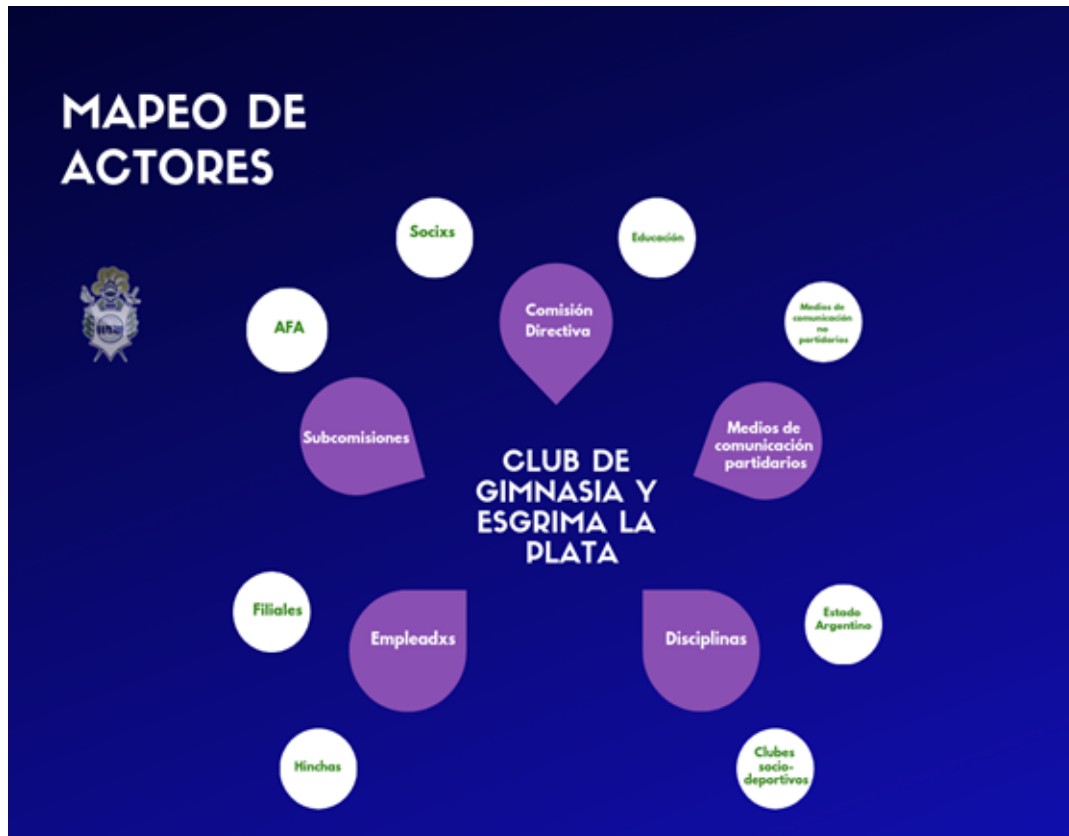 MAPEO DE
ACTORES
Socixs
Educación
AFA
Comisión
Directiva
Medios de
comunicación
no
partidarios
Subcomisiones
Medios de
comunicación
partidarios
CLUB DE
GIMNASIA Y
ESGRIMA LA
PLATA
Filiales
Empleadxs
Disciplinas
Estado
Argentino
Hinchas
Clubes
socio-
deportivos